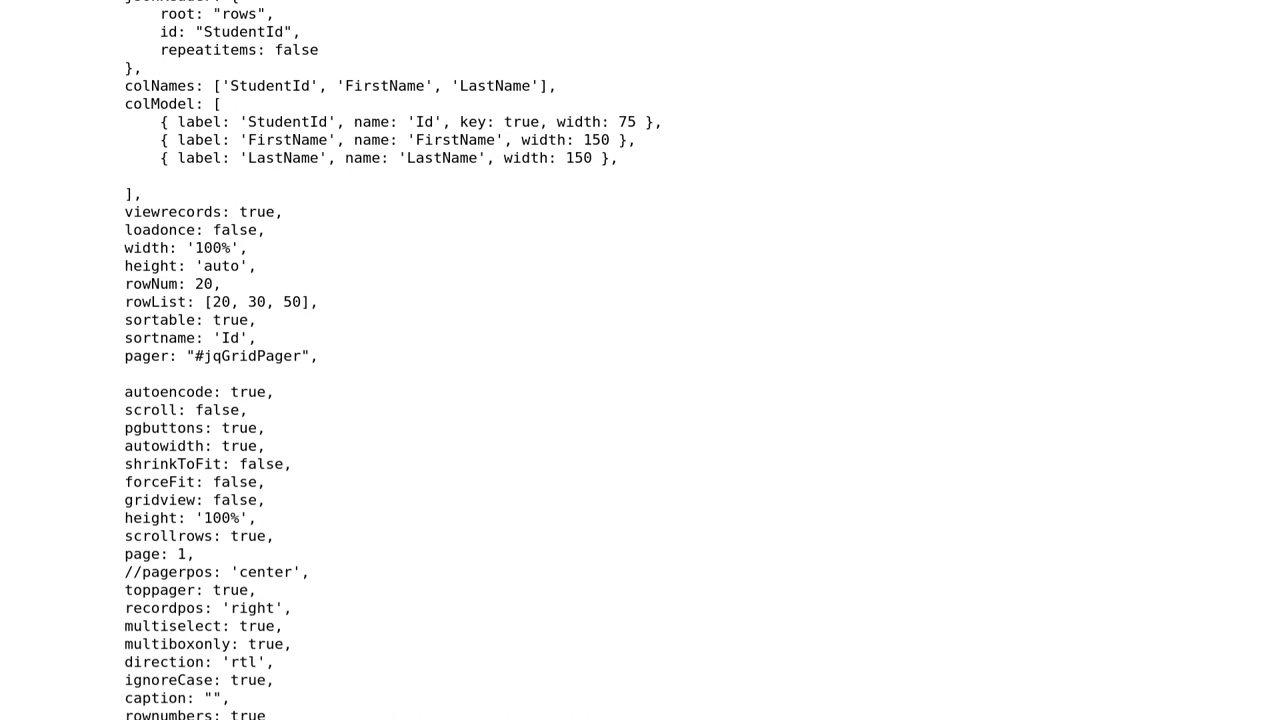 root: "rows",
id: "StudentId",
repeatitems: false
},
colNames: ['StudentId', 'FirstName', 'LastName'],
colModel: [
{ label: 'StudentId', name: 'Id', key: true, width: 75 },
{ label: 'FirstName', name: 'FirstName', width: 150 },
{ label: 'LastName', name: 'LastName', width: 150 },
],
viewrecords: true,
loadonce: false,
width: '100%',
height: 'auto',
rowNum: 20,
rowList: [20, 30, 50],
sortable: true,
sortname: 'Id',
pager: "#jqGridPager",
autoencode: true,
scroll: false,
pgbuttons: true,
autowidth: true,
shrinkToFit: false,
forceFit: false,
gridview: false,
height: '100%',
scrollrows: true,
page: 1,
//pagerpos: 'center',
toppager: true,
recordpos: 'right',
multiselect: true,
multiboxonly: true,
direction: 'rtl',
ignoreCase: true,
caption: "",
rownumbers: true